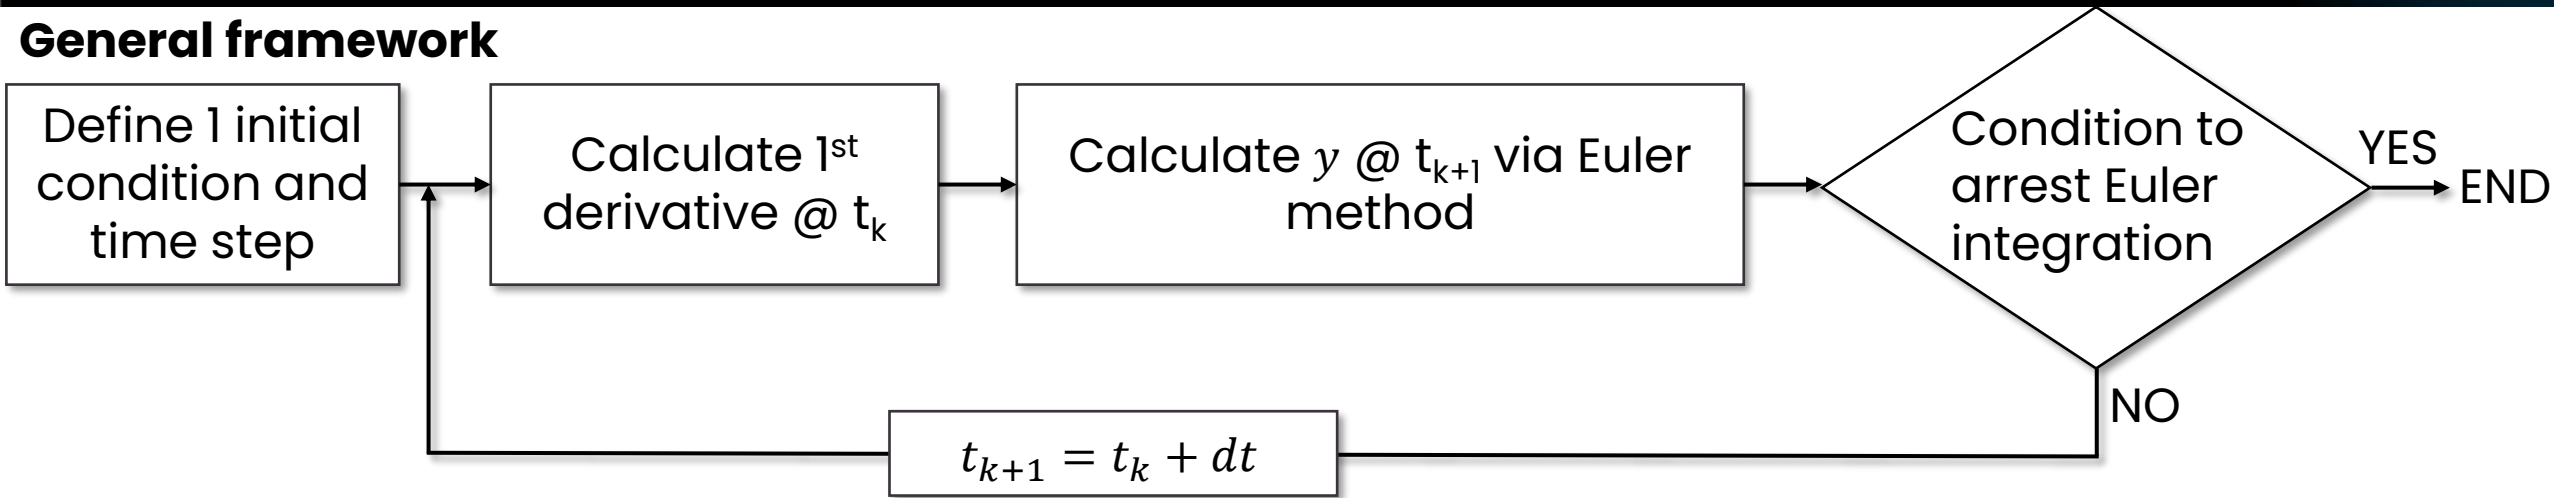 General framework
Define 1 initial
condition and
time step
Calculate 1st
derivative @ tk
Calculate y @ tk+1 via Euler
method
Condition to
arrest Euler
integration
YES
END
NO
tk+1 = tk + dt